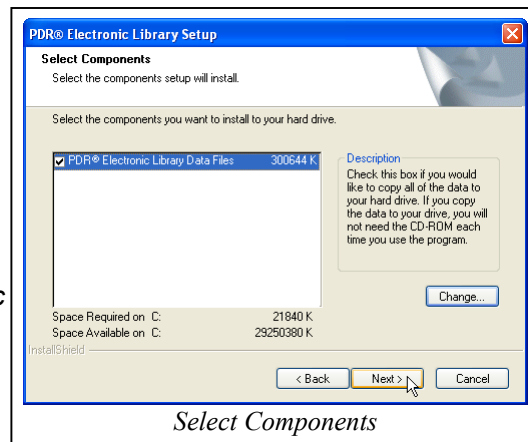 PDR® Electronic Library Setup
Select Components
Select the components setup will install.
Select the components you want to install to your hard drive.
PDR® Electronic Library Data Files 300644 K
Description
Check this box if you would
like to copy all of the data to
your hard drive. If you copy
the data to your drive, you will
not need the CD-ROM each
time you use the program.
c
Change...
Space Required on C: 21840 K
Space Available on C: 29250380 K
InstallShield
< Back Next > Cancel
Select Components